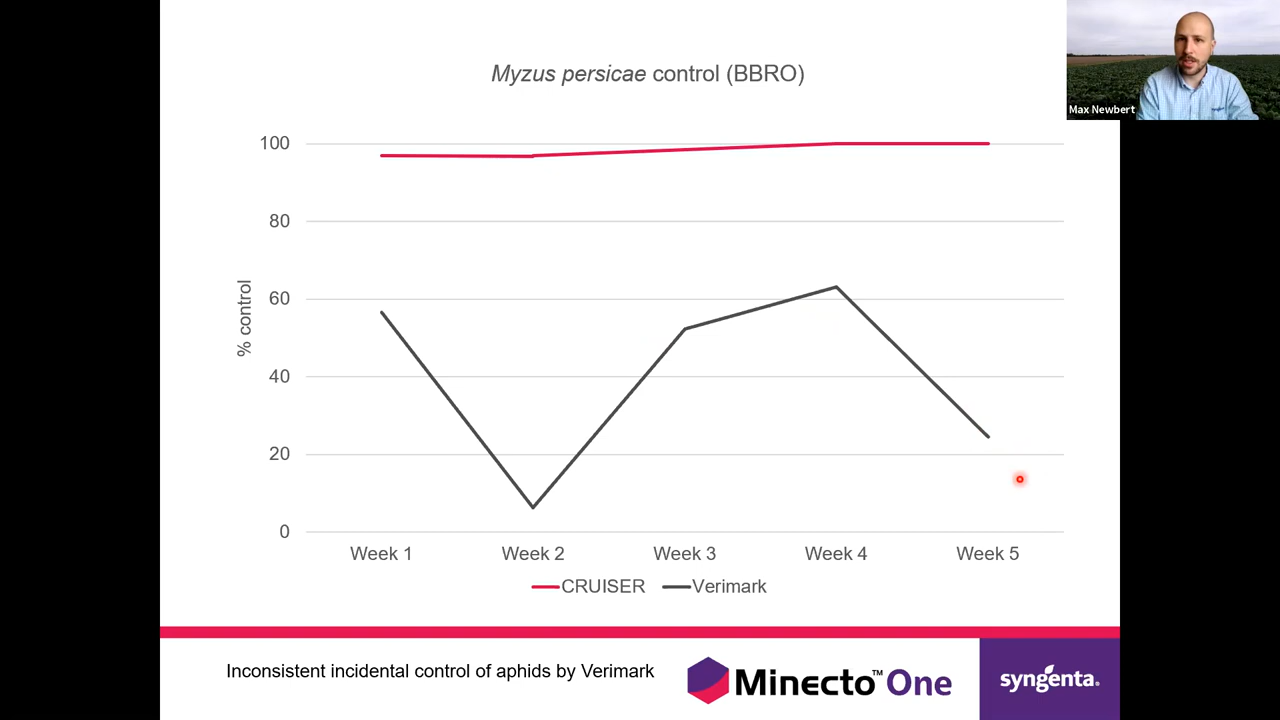 Myzus persicae control (BBRO)
Max Newbert
% control
100
80
60
40
20
0
Week 1 Week 2 Week 3 Week 4 Week 5
CRUISER Verimark
Inconsistent incidental control of aphids by Verimark
Minecto™ One
syngenta®